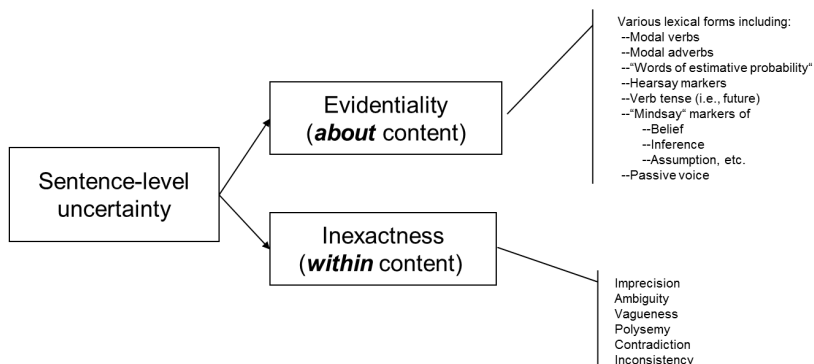 Sentence-level
uncertainty
Evidentiality
(about content)
Inexactness
(within content)
Various lexical forms including:
--Modal verbs
--Modal adverbs
--"Words of estimative probability"
--Hearsay markers
--Verb tense (i.e., future)
--"Mindsay" markers of
--Belief
--Inference
--Assumption, etc.
--Passive voice
Imprecision
Ambiguity
Vagueness
Polysemy
Contradiction
Inconsistency